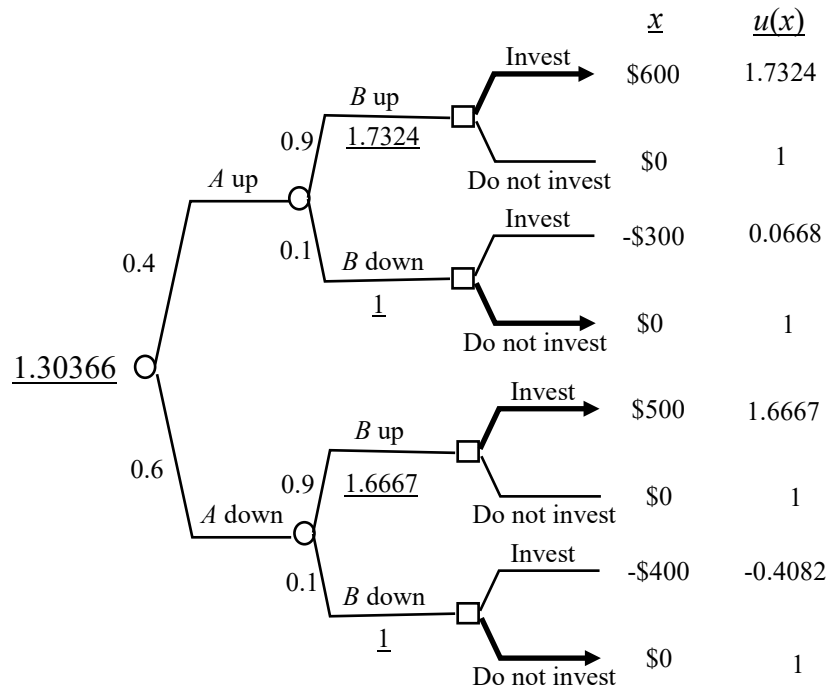 x u(x)
Invest
$600 1.7324
B up
0.9
1.7324
$0 1
Do not invest
A up
Invest
-$300 0.0668
0.1
B down
0.4
1
$0 1
Do not invest
1.30366
Invest
$500 1.6667
B up
0.6
0.9
1.6667
$0 1
Do not invest
A down
Invest
-$400 -0.4082
0.1
B down
1
$0 1
Do not invest